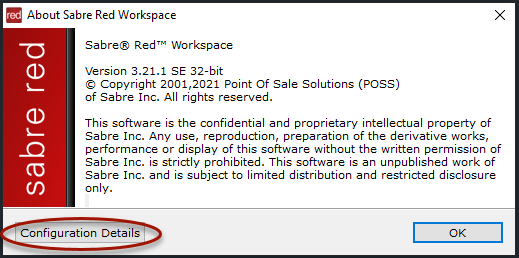 red About Sabre Red Workspace
sabre red
Sabre® Red™ Workspace
Version 3.21.1 SE 32-bit
© Copyright 2001,2021 Point Of Sale Solutions (POSS)
of Sabre Inc. All rights reserved.
This software is the confidential and proprietary intellectual property of
Sabre Inc. Any use, reproduction, preparation of the derivative works,
performance or display of this software without the written permission of
Sabre Inc. is strictly prohibited. This software is an unpublished work of
Sabre Inc. and is subject to limited distribution and restricted disclosure
only.
Configuration Details
OK